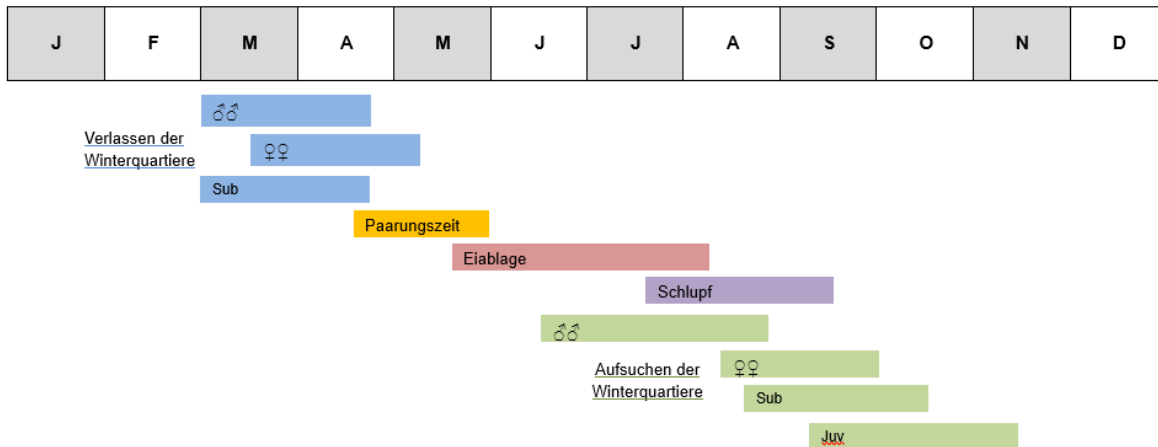 J F M A M J J A S O N D
♂♂
Verlassen der
Winterquartiere
♀♀
Sub
Paarungszeit
Eiablage
Schlupf
♂♂
Aufsuchen der
Winterquartiere
♀♀
Sub
Juv